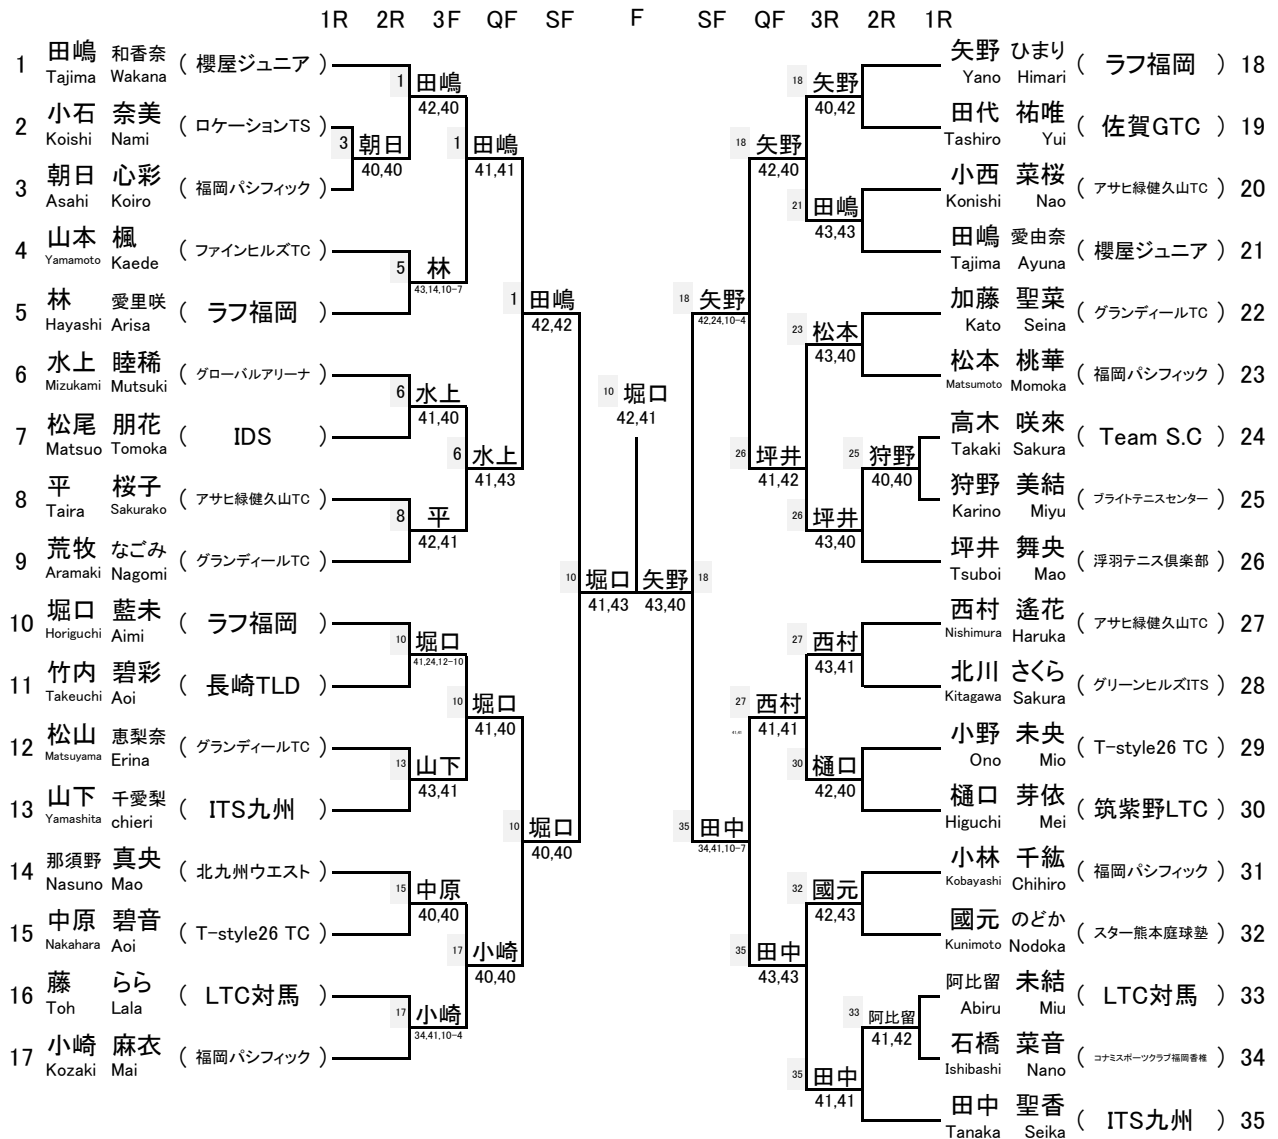 1R 2R 3F QF SF F SF QF 3R 2R 1R
1 田嶋 和香奈 ( 櫻屋ジュニア )
Tajima Wakana
2 小石 奈美 ( ロケーションTS )
Koishi Nami
3 朝日 心彩 ( 福岡パシフィック )
Asahi Koiro
4 山本 楓 ( ファインヒルズTC )
Yamamoto Kaede
5 林 愛里咲 ( ラフ福岡 )
Hayashi Arisa
6 水上 睦稀 ( グローバルアリーナ )
Mizukami Mutsuki
7 松尾 朋花 ( IDS )
Matsuo Tomoka
8 平 桜子 ( アサヒ緑健久山TC )
Taira Sakurako
9 荒牧 なごみ ( グランディールTC )
Aramaki Nagomi
10 堀口 藍未 ( ラフ福岡 )
Horiguchi Aimi
11 竹内 碧彩 ( 長崎TLD )
Takeuchi Aoi
12 松山 恵梨奈 ( グランディールTC )
Matsuyama Erina
13 山下 千愛梨 ( ITS九州 )
Yamashita chieri
14 那須野 真央 ( 北九州ウエスト )
Nasuno Mao
15 中原 碧音 ( T-style26 TC )
Nakahara Aoi
16 藤 らら ( LTC対馬 )
Toh Lala
17 小崎 麻衣 ( 福岡パシフィック )
Kozaki Mai
3 朝日
40,40
1 田嶋
42,40
5 林
43,14,10-7
6 水上
41,40
8 平
42,41
10 堀口
41,24,12-10
13 山下
43,41
15 中原
40,40
17 小崎
34,41,10-4
1 田嶋
41,41
6 水上
41,43
10 堀口
41,40
17 小崎
40,40
1 田嶋
42,42
10 堀口
40,40
10 堀口
41,43
10 堀口
42,41
矢野 18
43,40
18 矢野
42,24,10-4
35 田中
34,41,10-7
18 矢野
42,40
26 坪井
41,42
27 西村
41,41
41,41
35 田中
43,43
18 矢野
40,42
21 田嶋
43,43
23 松本
43,40
26 坪井
43,40
27 西村
43,41
30 樋口
42,40
32 國元
42,43
35 田中
41,41
25 狩野
40,40
33 阿比留
41,42
矢野 ひまり ( ラフ福岡 ) 18
Yano Himari
田代 祐唯 ( 佐賀GTC ) 19
Tashiro Yui
小西 菜桜 ( アサヒ緑健久山TC ) 20
Konishi Nao
田嶋 愛由奈 ( 櫻屋ジュニア ) 21
Tajima Ayuna
加藤 聖菜 ( グランディールTC ) 22
Kato Seina
松本 桃華 ( 福岡パシフィック ) 23
Matsumoto Momoka
高木 咲來 ( Team S.C ) 24
Takaki Sakura
狩野 美結 ( ブライトテニスセンター ) 25
Karino Miyu
坪井 舞央 ( 浮羽テニス倶楽部 ) 26
Tsuboi Mao
西村 遙花 ( アサヒ緑健久山TC ) 27
Nishimura Haruka
北川 さくら ( グリーンヒルズITS ) 28
Kitagawa Sakura
小野 未央 ( T-style26 TC ) 29
Ono Mio
樋口 芽依 ( 筑紫野LTC ) 30
Higuchi Mei
小林 千紘 ( 福岡パシフィック ) 31
Kobayashi Chihiro
國元 のどか ( スター熊本庭球塾 ) 32
Kunimoto Nodoka
阿比留 未結 ( LTC対馬 ) 33
Abiru Miu
石橋 菜音 ( コナミスポーツクラブ福岡香椎 ) 34
Ishibashi Nano
田中 聖香 ( ITS九州 ) 35
Tanaka Seika